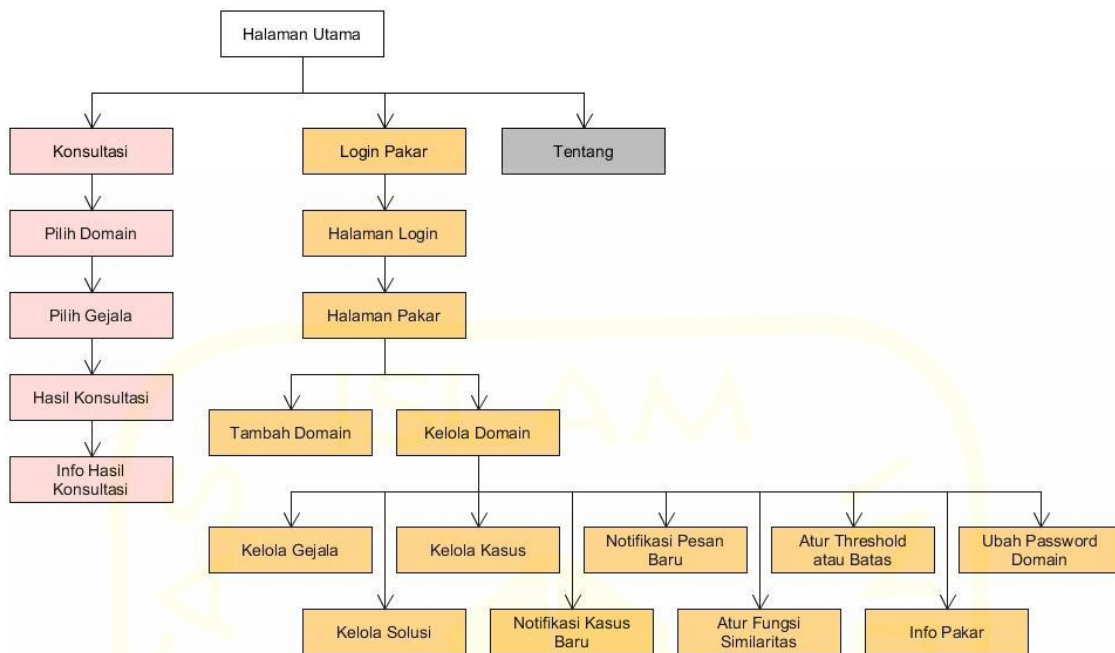 Halaman Utama
Konsultasi
Login Pakar
Tentang
Pilih Domain
Halaman Login
Pilih Gejala
Halaman Pakar
Hasil Konsultasi
Tambah Domain
Kelola Domain
Info Hasil
Konsultasi
Kelola Gejala
Kelola Kasus
Notifikasi Pesan
Baru
Atur Threshold
atau Batas
Ubah Password
Domain
Kelola Solusi
Notifikasi Kasus
Baru
Atur Fungsi
Similaritas
Info Pakar
ISLAM